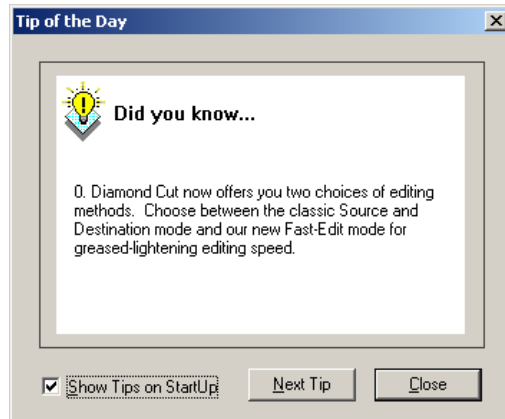 Tip of the Day
Did you know...
0. Diamond Cut now offers you two choices of editing
methods.  Choose between the classic Source and
Destination mode and our new Fast-Edit mode for
greased-lightening editing speed.
Show Tips on StartUp
Next Tip
Close